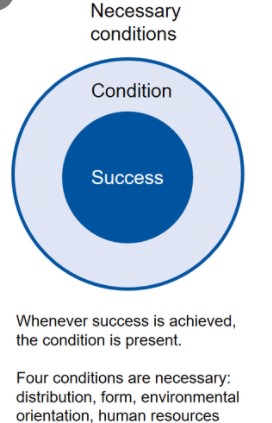 Necessary
conditions
Condition
Success
Whenever success is achieved,
the condition is present.
Four conditions are necessary:
distribution, form, environmental
orientation, human resources